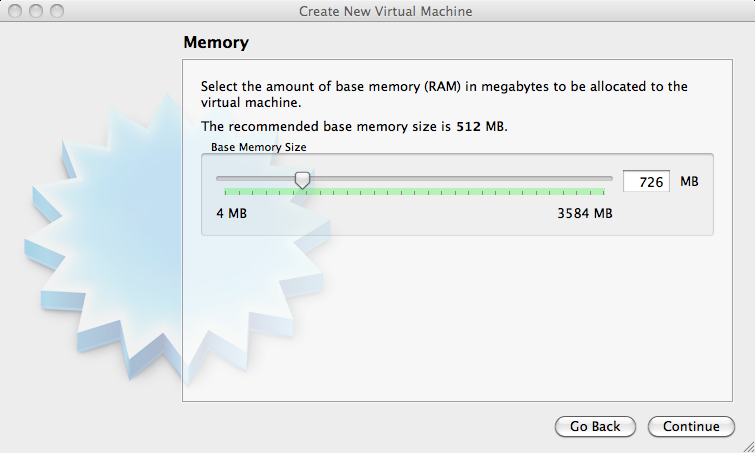 Create New Virtual Machine
Memory
Select the amount of base memory (RAM) in megabytes to be allocated to the
virtual machine.
The recommended base memory size is 512 MB.
Base Memory Size
726 MB
4 MB 3584 MB
Go Back Continue